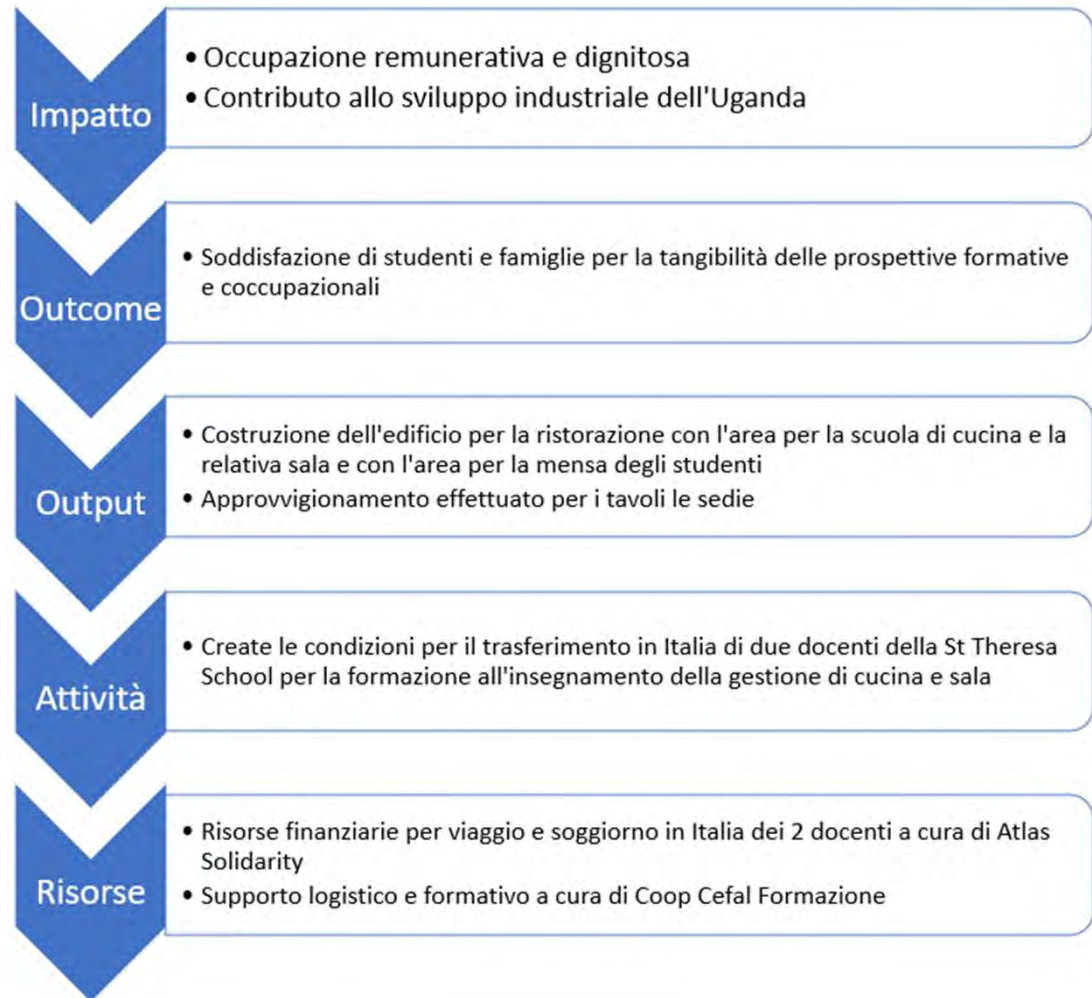 Impatto
• Occupazione remunerativa e dignitosa
• Contributo allo sviluppo industriale dell'Uganda
Outcome
• Soddisfazione di studenti e famiglie per la tangibilità delle prospettive formative
e coccupazionali
Output
• Costruzione dell'edificio per la ristorazione con l'area per la scuola di cucina e la
relativa sala e con l'area per la mensa degli studenti
• Approvvigionamento effettuato per i tavoli le sedie
Attività
• Create le condizioni per il trasferimento in Italia di due docenti della St Theresa
School per la formazione all'insegnamento della gestione di cucina e sala
Risorse
• Risorse finanziarie per viaggio e soggiorno in Italia dei 2 docenti a cura di Atlas
Solidarity
• Supporto logistico e formativo a cura di Coop Cefal Formazione